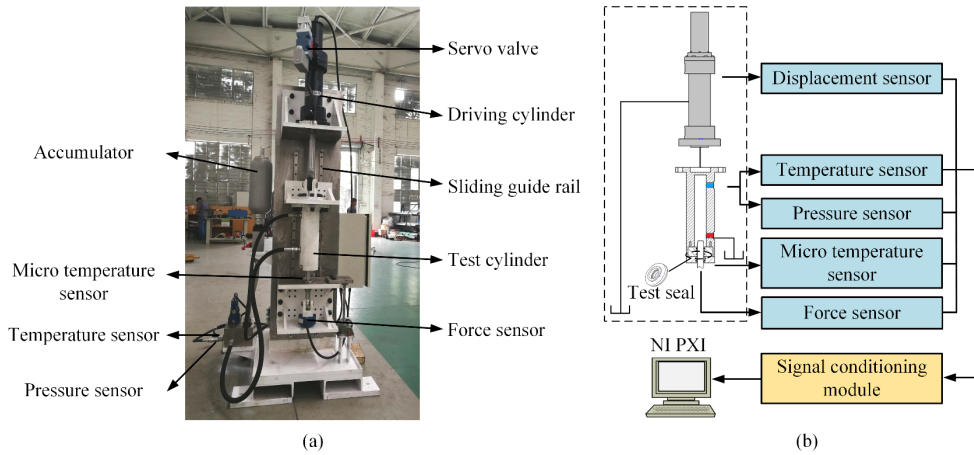 Servo valve
Driving cylinder
Accumulator
Sliding guide rail
Micro temperature
sensor
Test cylinder
Temperature sensor
Force sensor
Pressure sensor
(a)
Displacement sensor
Temperature sensor
Pressure sensor
Micro temperature
sensor
Test seal
Force sensor
NI PXI
Signal conditioning
module
(b)